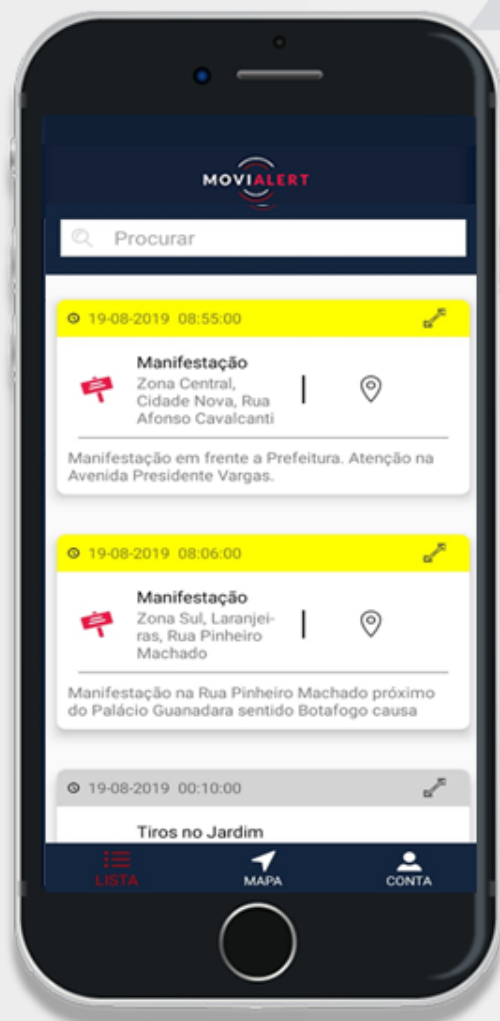 MOVIALERT
Procurar
19-08-2019 08:55:00
Manifestação
Zona Central,
Cidade Nova, Rua
Afonso Cavalcanti
Manifestação em frente a Prefeitura. Atenção na
Avenida Presidente Vargas.
19-08-2019 08:06:00
Manifestação
Zona Sul, Laranjei-
ras, Rua Pinheiro
Machado
Manifestação na Rua Pinheiro Machado próximo
do Palácio Guanadara sentido Botafogo causa
19-08-2019 00:10:00
Tiros no Jardim
LISTA
MAPA
CONTA